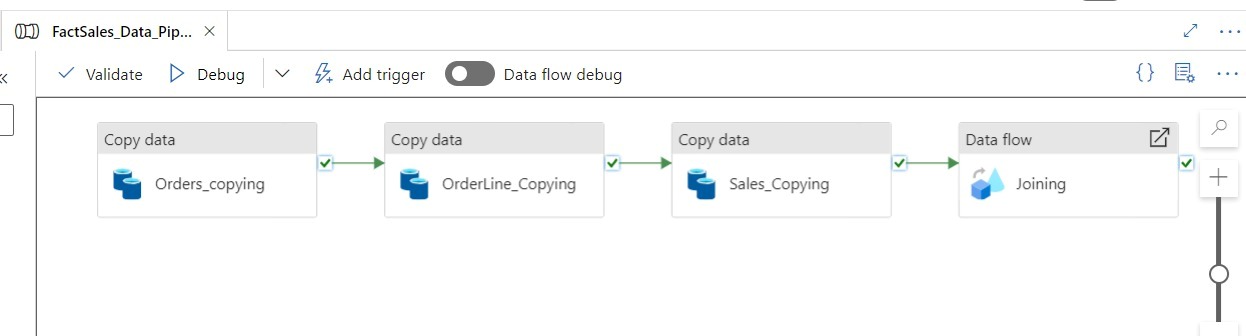 FactSales_Data_Pip...
Validate Debug Add trigger Data flow debug
Copy data Copy data Copy data Data flow
Orders_copying OrderLine_Copying Sales_Copying Joining